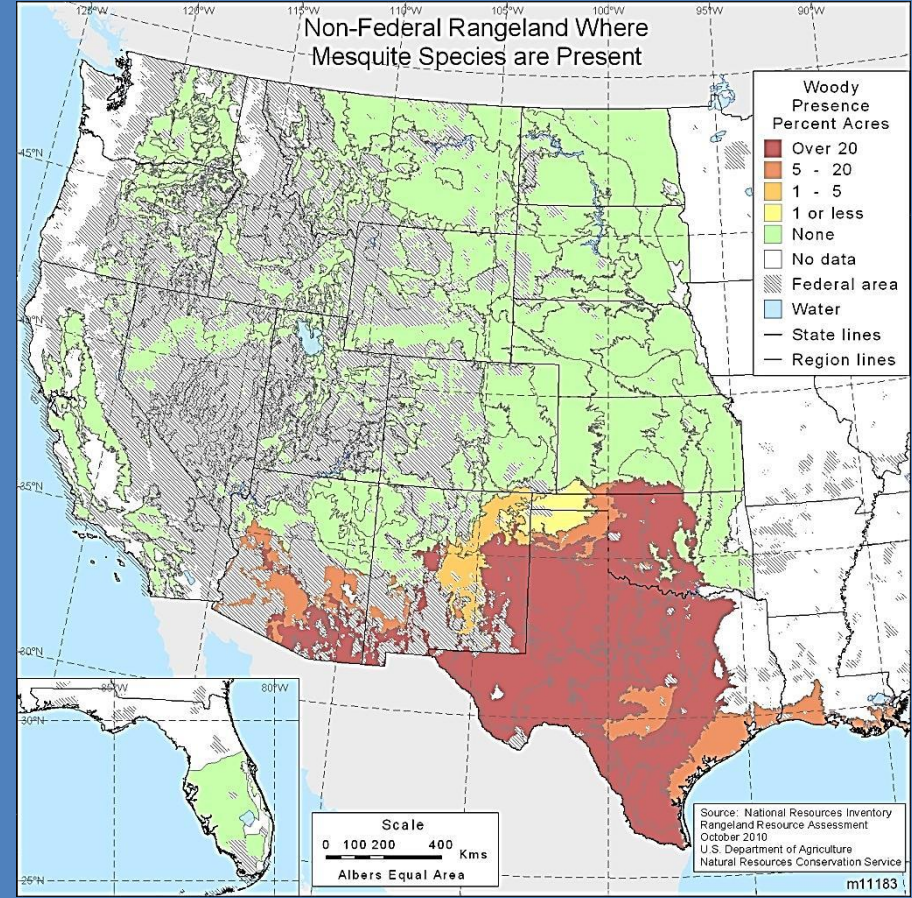 125°W
120°W
115°W
110°W
105°W
100°W
95°W
90°W
Non-Federal Rangeland Where
Mesquite Species are Present
Woody
Presence
Percent Acres
Over 20
5 - 20
1 - 5
1 or less
None
No data
Federal area
Water
State lines
Region lines
45°N
40°N
35°N
30°N
85°W
80°W
30°N
25°N
Scale
0 100 200 400 Kms
Albers Equal Area
Source: National Resources Inventory
Rangeland Resource Assessment
October 2010
U.S. Department of Agriculture
Natural Resources Conservation Service
m11183